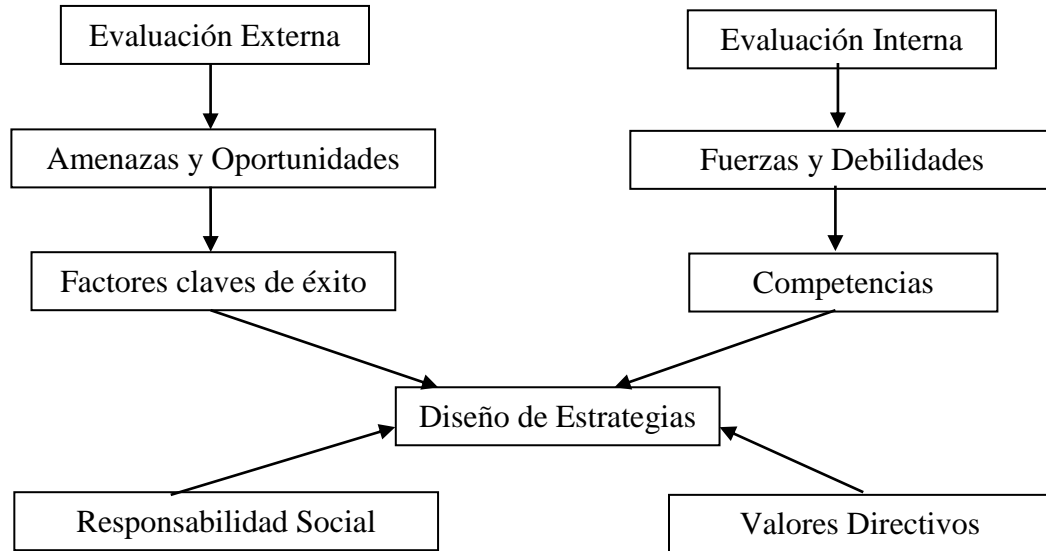 Evaluación Externa
Evaluación Interna
Amenazas y Oportunidades
Fuerzas y Debilidades
Factores claves de éxito
Competencias
Diseño de Estrategias
Responsabilidad Social
Valores Directivos